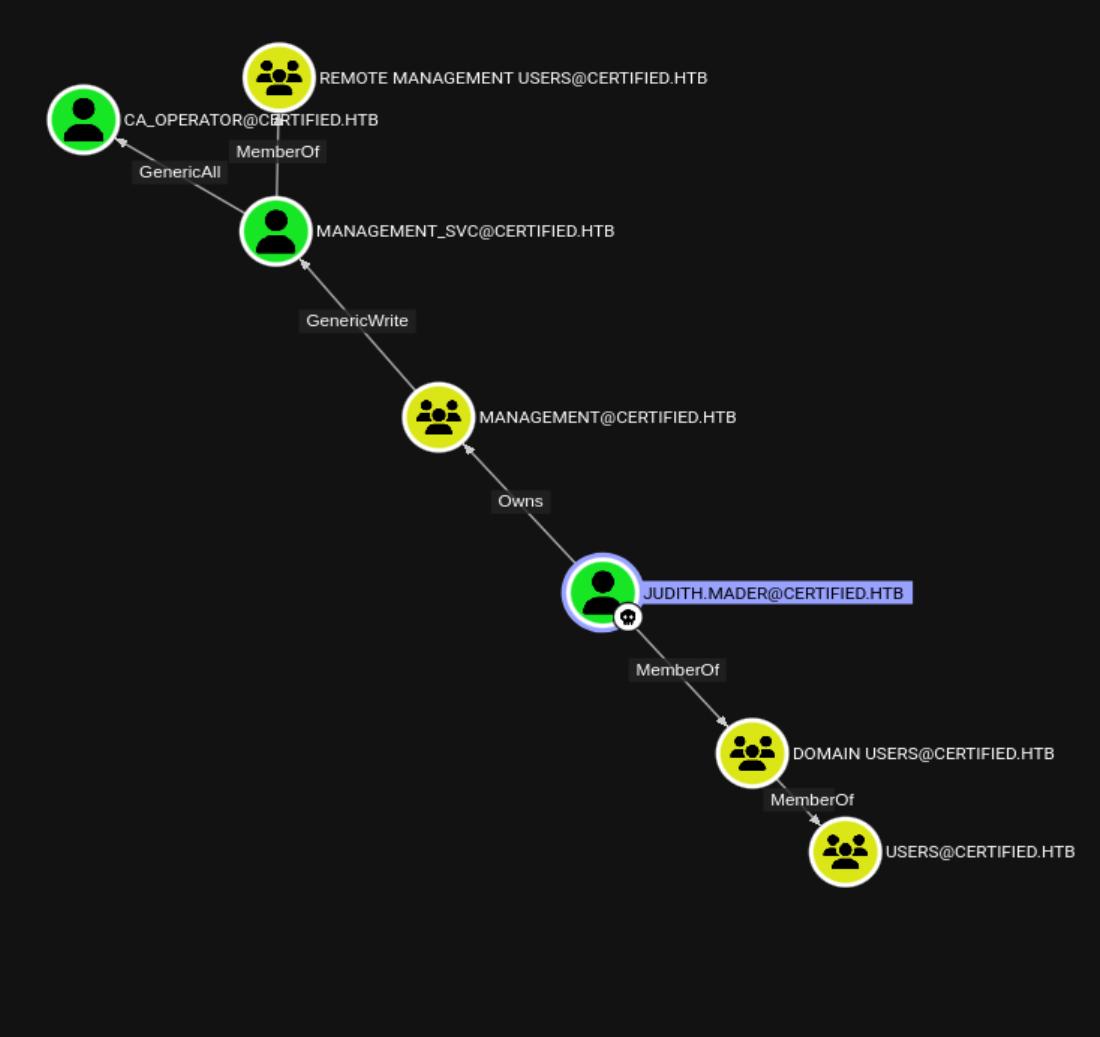 REMOTE MANAGEMENT USERS@CERTIFIED.HTB
CA_OPERATOR@CERTIFIED.HTB
MemberOf
GenericAll
MANAGEMENT_SVC@CERTIFIED.HTB
GenericWrite
MANAGEMENT@CERTIFIED.HTB
Owns
JUDITH.MADER@CERTIFIED.HTB
MemberOf
DOMAIN USERS@CERTIFIED.HTB
MemberOf
USERS@CERTIFIED.HTB